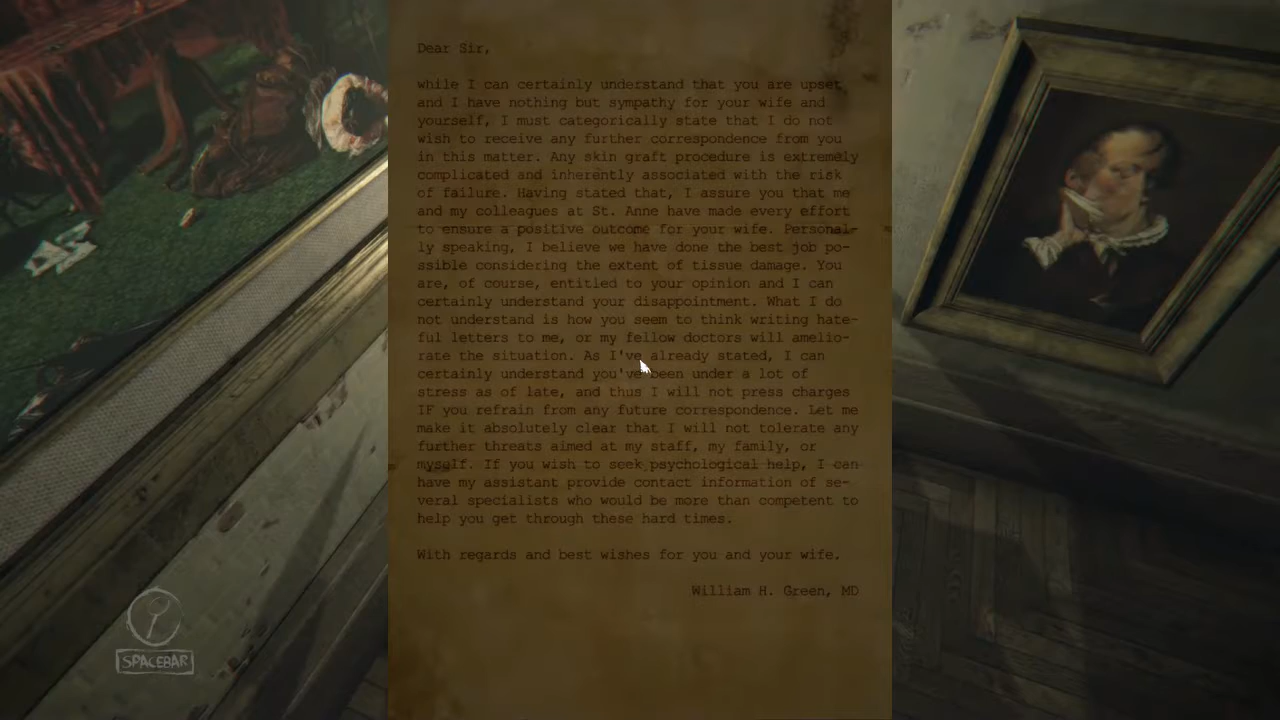 Dear Sir,
while I can certainly understand that you are upset
and I have nothing but sympathy for your wife and
yourself, I must categorically state that I do not
wish to receive any further correspondence from you
in this matter. Any skin graft procedure is extremely
complicated and inherently associated with the risk
of failure. Having stated that, I assure you that me
and my colleagues at St. Anne have made every effort
to ensure a positive outcome for your wife. Personal-
ly speaking, I believe we have done the best job po-
ssible considering the extent of tissue damage. You
are, of course, entitled to your opinion and I can
certainly understand your disappointment. What I do
not understand is how you seem to think writing hate-
ful letters to me, or my fellow doctors will amelio-
rate the situation. As I've already stated, I can
certainly understand you've been under a lot of
stress as of late, and thus I will not press charges
IF you refrain from any future correspondence. Let me
make it absolutely clear that I will not tolerate any
further threats aimed at my staff, my family, or
myself. If you wish to seek psychological help, I can
have my assistant provide contact information of se-
veral specialists who would be more than competent to
help you get through these hard times.
With regards and best wishes for you and your wife.
William H. Green, MD
SPACEBAR